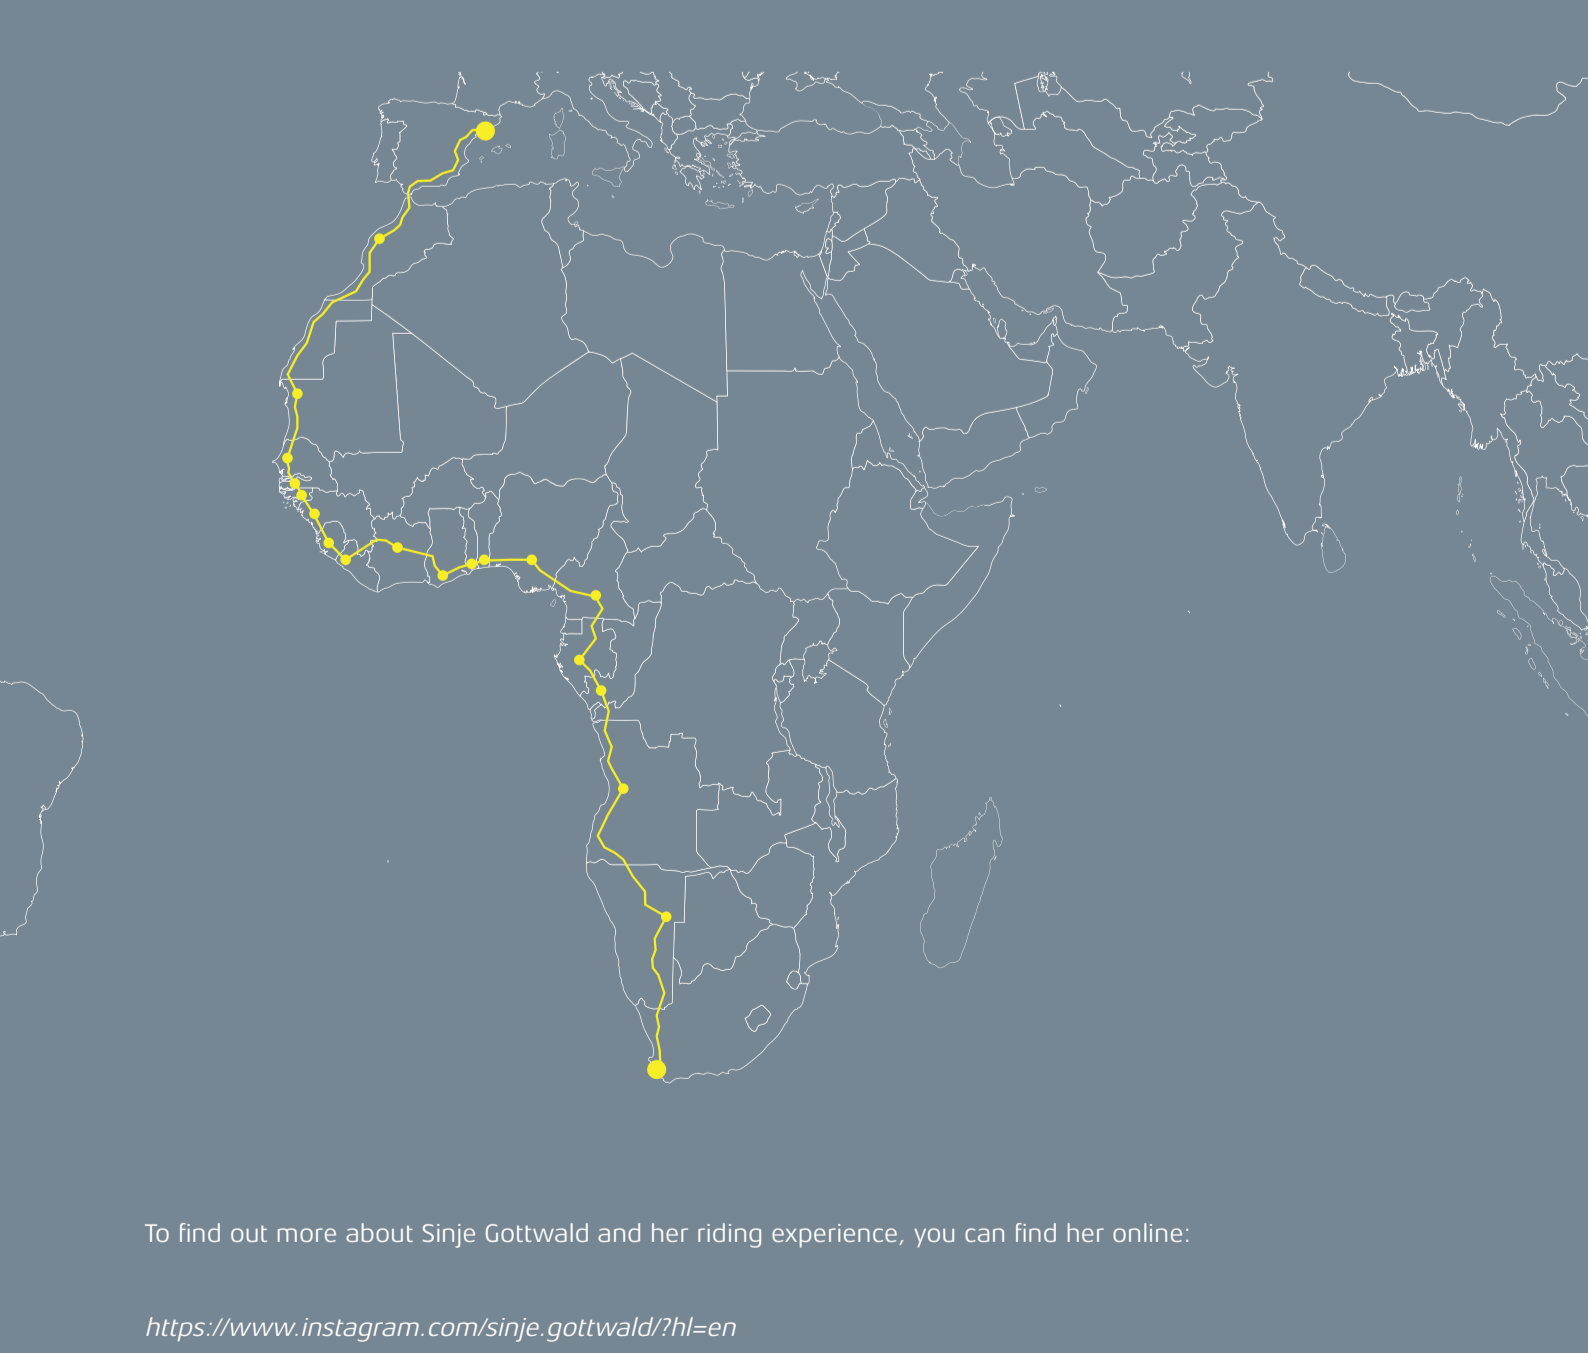 To find out more about Sinje Gottwald and her riding experience, you can find her online:
https://www.instagram.com/sinje.gottwald/?hl=en